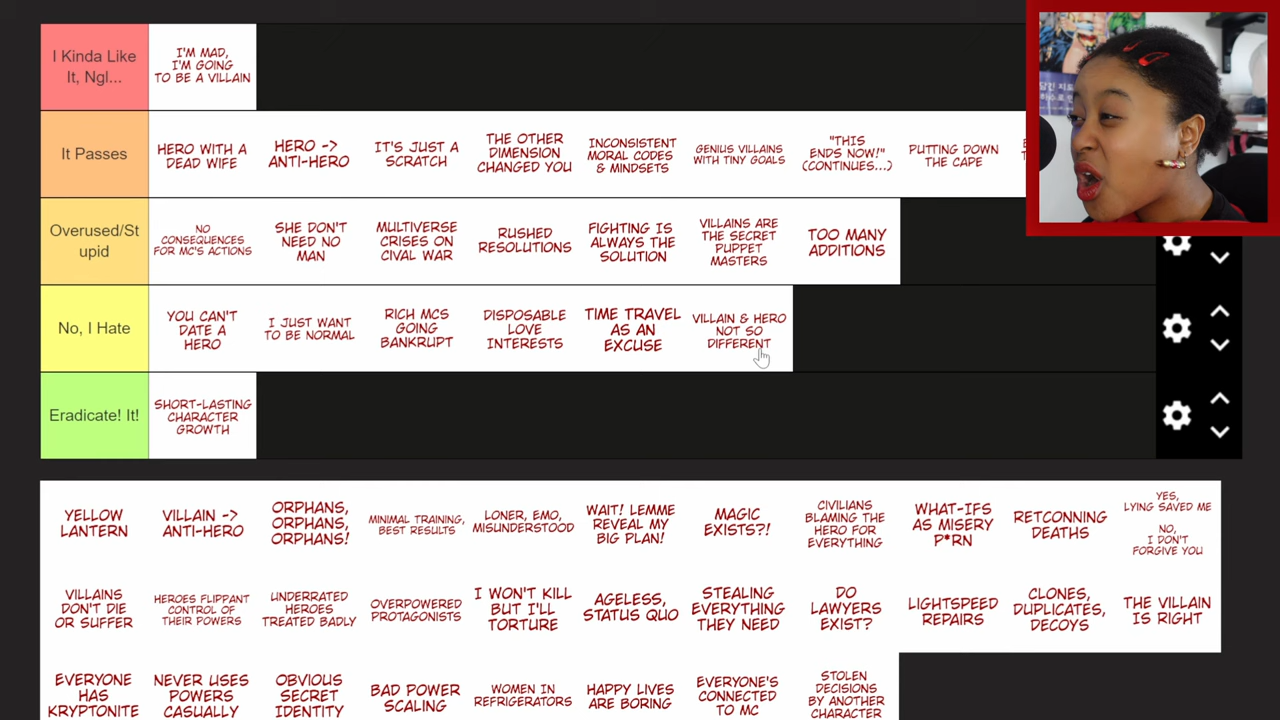 I Kinda Like
It, Ngl...
I'M MAD,
I'M GOING
TO BE A VILLAIN
It Passes
HERO WITH A
DEAD WIFE
HERO ->
ANTI-HERO
IT'S JUST A
SCRATCH
THE OTHER
DIMENSION
CHANGED YOU
INCONSISTENT
MORAL CODES
& MINDSETS
GENIUS VILLAINS
WITH TINY GOALS
"THIS
ENDS NOW!"
(CONTINUES...)
PUTTING DOWN
THE CAPE
Overused/St
upid
NO
CONSEQUENCES
FOR MC'S ACTIONS
SHE DON'T
NEED NO
MAN
MULTIVERSE
CRISES ON
CIVAL WAR
RUSHED
RESOLUTIONS
FIGHTING IS
ALWAYS THE
SOLUTION
VILLAINS ARE
THE SECRET
PUPPET
MASTERS
TOO MANY
ADDITIONS
No, I Hate
YOU CAN'T
DATE A
HERO
I JUST WANT
TO BE NORMAL
RICH MCS
GOING
BANKRUPT
DISPOSABLE
LOVE
INTERESTS
TIME TRAVEL
AS AN
EXCUSE
VILLAIN & HERO
NOT SO
DIFFERENT
Eradicate! It!
SHORT-LASTING
CHARACTER
GROWTH
YELLOW
LANTERN
VILLAIN ->
ANTI-HERO
ORPHANS,
ORPHANS,
ORPHANS!
MINIMAL TRAINING,
BEST RESULTS
LONER, EMO,
MISUNDERSTOOD
WAIT! LEMME
REVEAL MY
BIG PLAN!
MAGIC
EXISTS?!
CIVILIANS
BLAMING THE
HERO FOR
EVERYTHING
WHAT-IFS
AS MISERY
P*RN
RETCONNING
DEATHS
YES,
LYING SAVED ME
NO,
I DON'T
FORGIVE YOU
VILLAINS
DON'T DIE
OR SUFFER
HEROES FLIPPANT
CONTROL OF
THEIR POWERS
UNDERRATED
HEROES
TREATED BADLY
OVERPOWERED
PROTAGONISTS
I WON'T KILL
BUT I'LL
TORTURE
AGELESS,
STATUS QUO
STEALING
EVERYTHING
THEY NEED
DO
LAWYERS
EXIST?
LIGHTSPEED
REPAIRS
CLONES,
DUPLICATES,
DECOYS
THE VILLAIN
IS RIGHT
EVERYONE
HAS
KRYPTONITE
NEVER USES
POWERS
CASUALLY
OBVIOUS
SECRET
IDENTITY
BAD POWER
SCALING
WOMEN IN
REFRIGERATORS
HAPPY LIVES
ARE BORING
EVERYONE'S
CONNECTED
TO MC
STOLEN
DECISIONS
BY ANOTHER
CHARACTER